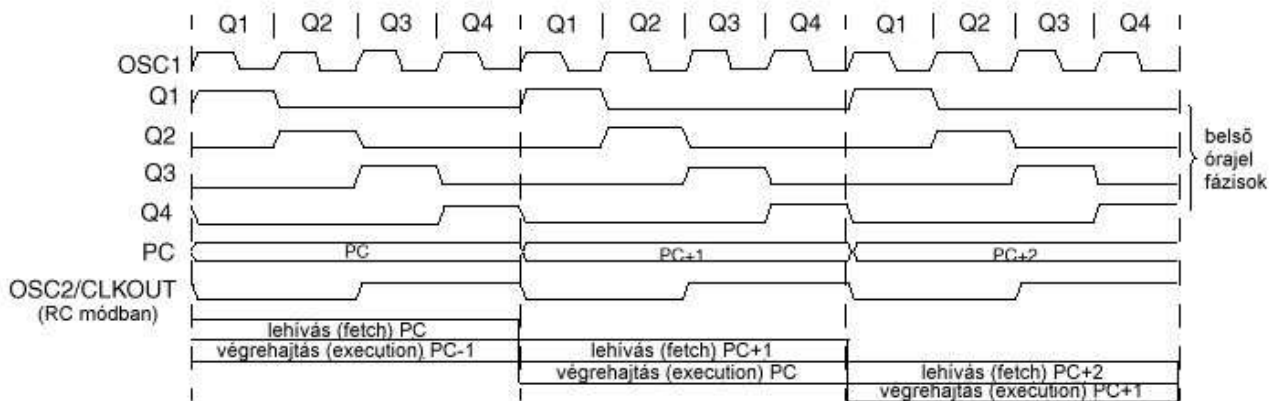 Q1 | Q2 | Q3 | Q4 | Q1 | Q2 | Q3 | Q4 | Q1 | Q2 | Q3 | Q4
OSC1
Q1
Q2
Q3
Q4
belső
órajel
fázisok
PC PC PC+1 PC+2
OSC2/CLKOUT
(RC módban)
lehívás (fetch) PC
végrehajtás (execution) PC-1 lehívás (fetch) PC+1
végrehajtás (execution) PC lehívás (fetch) PC+2
végrehajtás (execution) PC+1